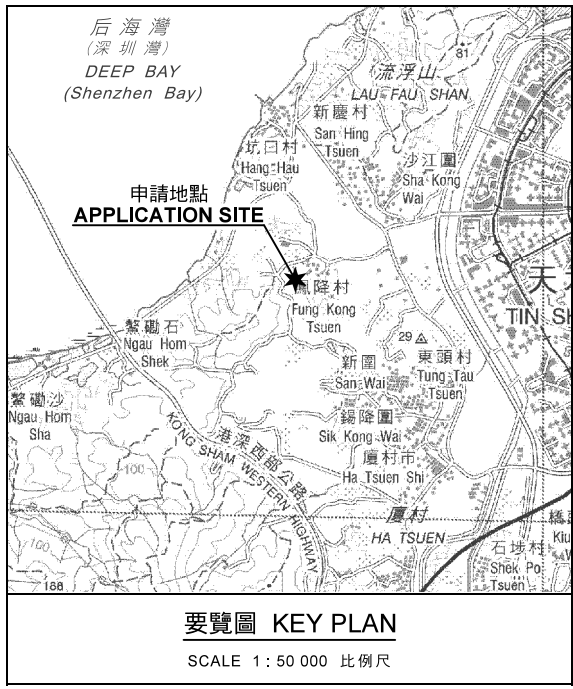 后海灣
(深圳灣)
DEEP BAY
(Shenzhen Bay)
81
流浮山
LAU FAU SHAN
新慶村
San Hing
Tsuen
坑口村
Hang Hau
Tsuen
沙江圍
Sha Kong
Wai
申請地點
APPLICATION SITE
鳳降村
Fung Kong
Tsuen
天
TIN SH
鰲磡石
Ngau Hom
Shek
29
新圍
San Wai
東頭村
Tung Tau
Tsuen
鰲磡沙
Ngau Hom
Sha
錫降圍
Sik Kong Wai
港深西部公路
KONG SHAM WESTERN HIGHWAY
廈村市
Ha Tsuen Shi
100
廈村
HA TSUEN
100
石埗村
Shek Po
Tsuen
橋
Kiu
W
188
要覽圖 KEY PLAN
SCALE 1 : 50 000 比例尺